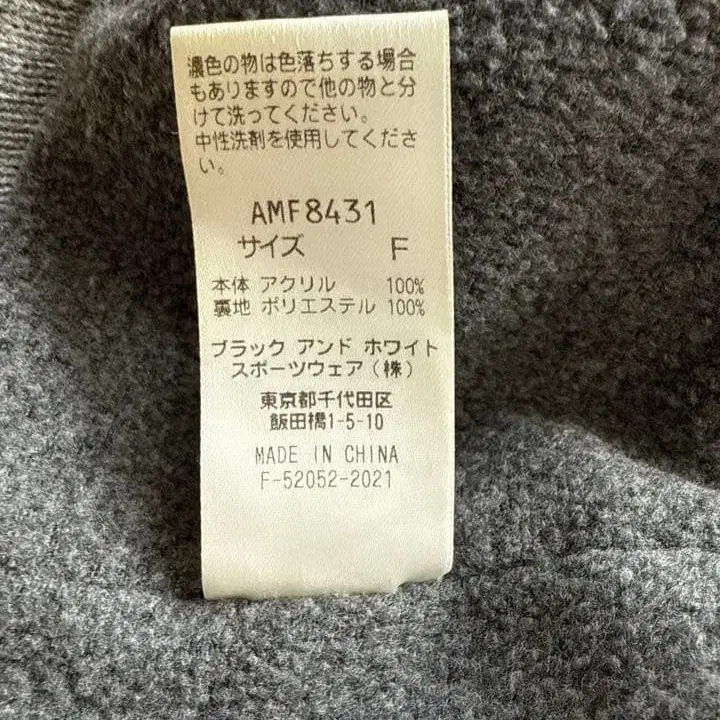 濃色の物は色落ちする場合
もありますので他の物と分
けて洗ってください。
中性洗剤を使用してくださ
い。
AMF8431
サイズ F
本体 アクリル 100%
裏地 ポリエステル 100%
ブラック アンド ホワイト
スポーツウェア(株)
東京都千代田区
飯田橋1-5-10
MADE IN CHINA
F-52052-2021